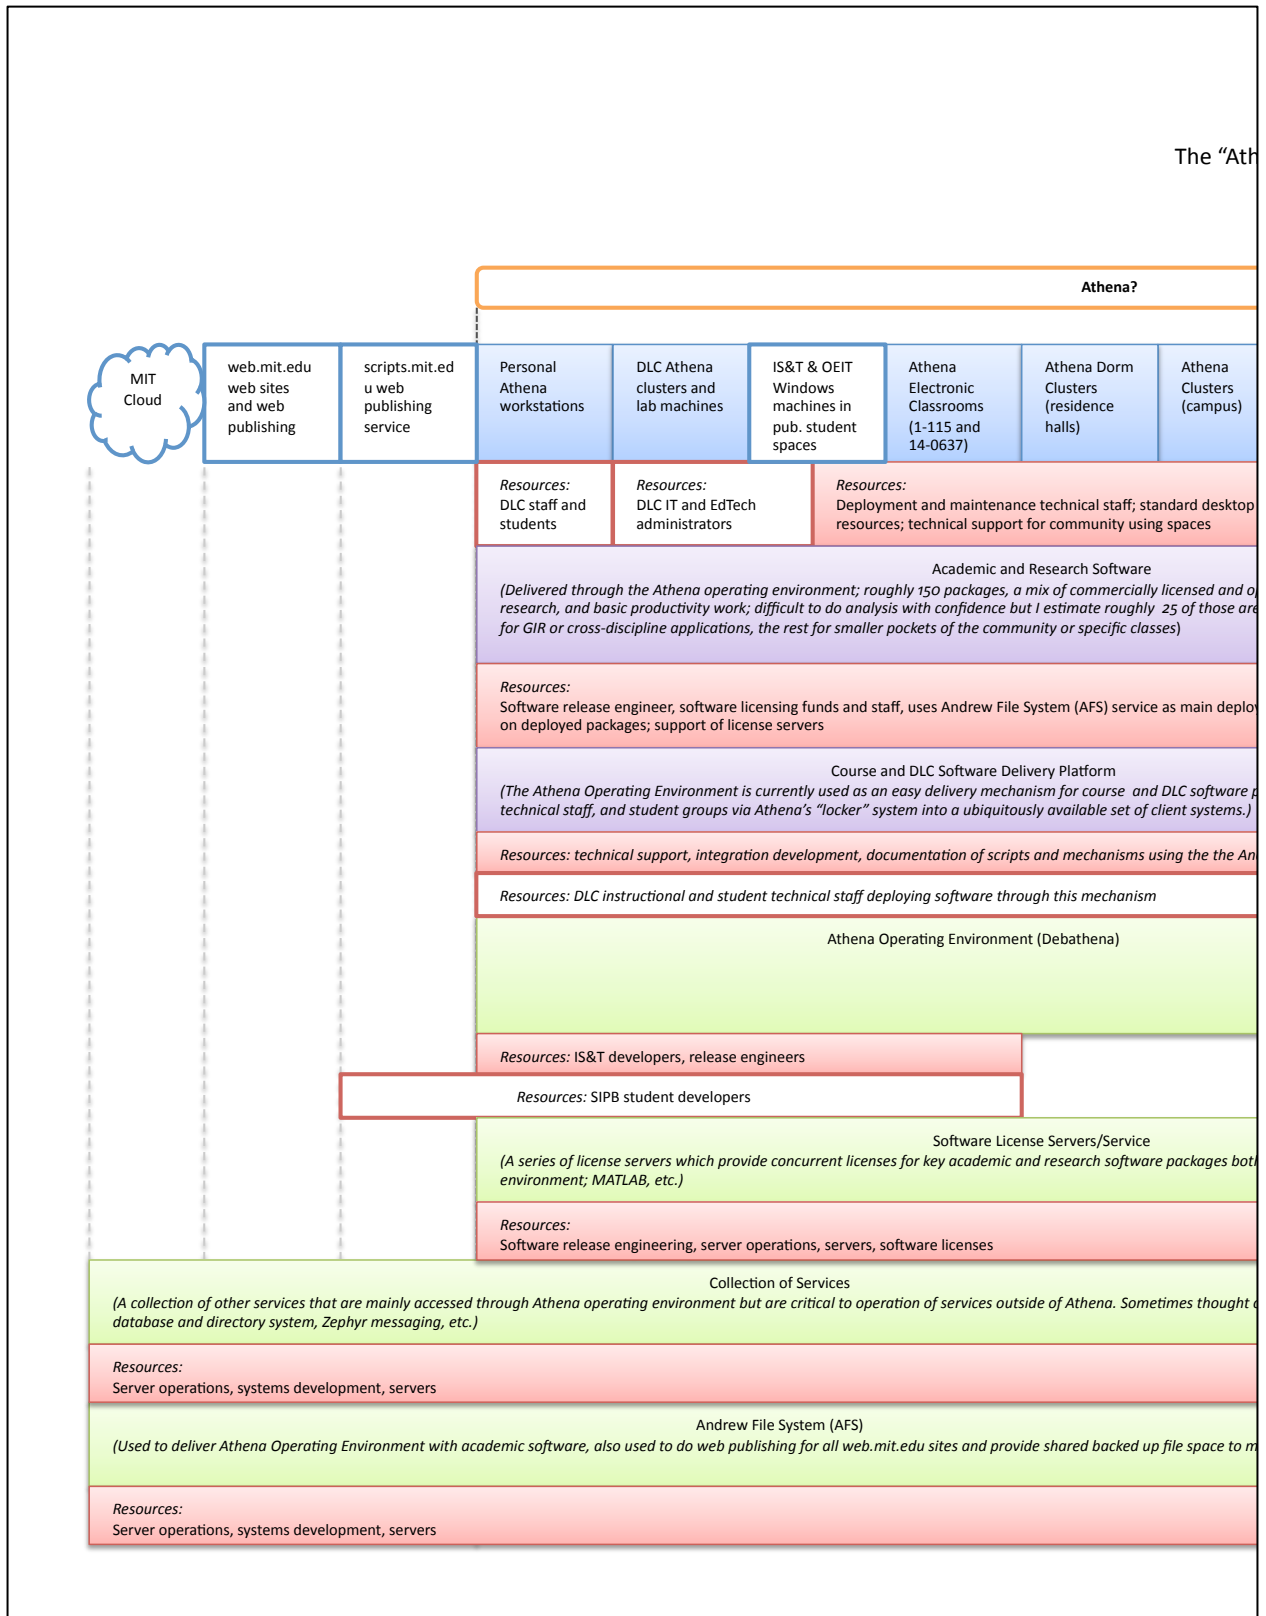 The “Ath
Athena?
MIT
Cloud
web.mit.edu
web sites
and web
publishing
scripts.mit.ed
u web
publishing
service
Personal
Athena
workstations
DLC Athena
clusters and
lab machines
IS&T & OEIT
Windows
machines in
pub. student
spaces
Athena
Electronic
Classrooms
(1-115 and
14-0637)
Athena Dorm
Clusters
(residence
halls)
Athena
Clusters
(campus)
Resources:
DLC staff and
students
Resources:
DLC IT and EdTech
administrators
Resources:
Deployment and maintenance technical staff; standard desktop
resources; technical support for community using spaces
Academic and Research Software
(Delivered through the Athena operating environment; roughly 150 packages, a mix of commercially licensed and op
research, and basic productivity work; difficult to do analysis with confidence but I estimate roughly 25 of those are
for GIR or cross-discipline applications, the rest for smaller pockets of the community or specific classes)
Resources:
Software release engineer, software licensing funds and staff, uses Andrew File System (AFS) service as main deploy
on deployed packages; support of license servers
Course and DLC Software Delivery Platform
(The Athena Operating Environment is currently used as an easy delivery mechanism for course and DLC software p
technical staff, and student groups via Athena’s “locker” system into a ubiquitously available set of client systems.)
Resources: technical support, integration development, documentation of scripts and mechanisms using the the An
Resources: DLC instructional and student technical staff deploying software through this mechanism
Athena Operating Environment (Debathena)
Resources: IS&T developers, release engineers
Resources: SIPB student developers
Software License Servers/Service
(A series of license servers which provide concurrent licenses for key academic and research software packages both
environment; MATLAB, etc.)
Resources:
Software release engineering, server operations, servers, software licenses
Collection of Services
(A collection of other services that are mainly accessed through Athena operating environment but are critical to operation of services outside of Athena. Sometimes thought o
database and directory system, Zephyr messaging, etc.)
Resources:
Server operations, systems development, servers
Andrew File System (AFS)
(Used to deliver Athena Operating Environment with academic software, also used to do web publishing for all web.mit.edu sites and provide shared backed up file space to m
Resources:
Server operations, systems development, servers